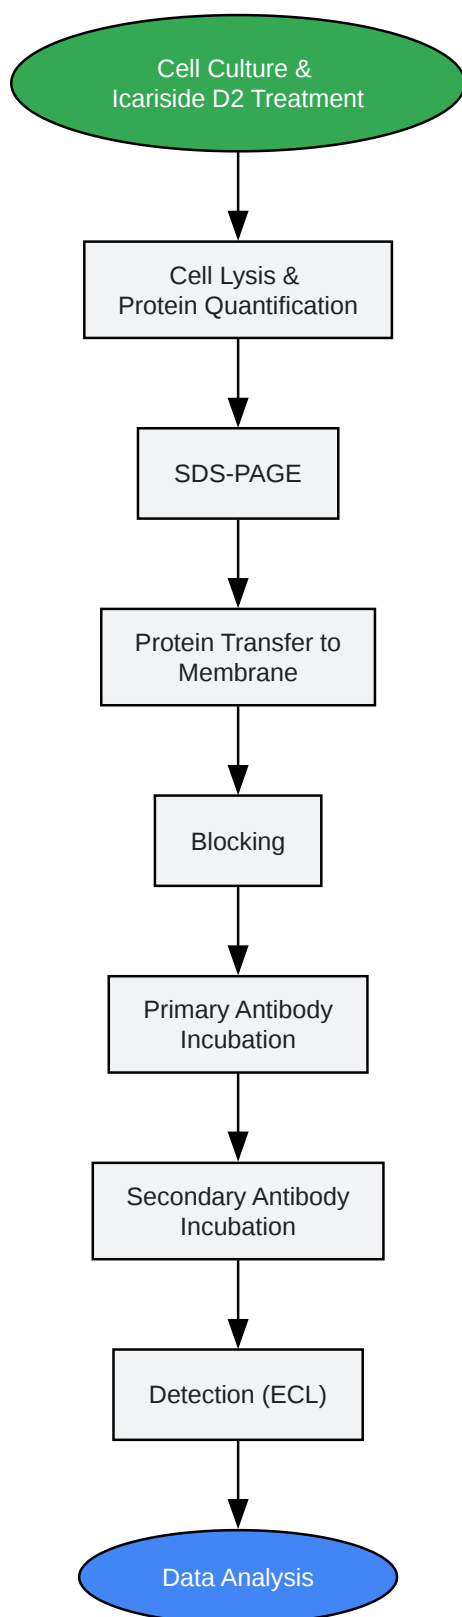 Cell Culture &
Icariside D2 Treatment
Cell Lysis &
Protein Quantification
SDS-PAGE
Protein Transfer to
Membrane
Blocking
Primary Antibody
Incubation
Secondary Antibody
Incubation
Detection (ECL)
Data Analysis